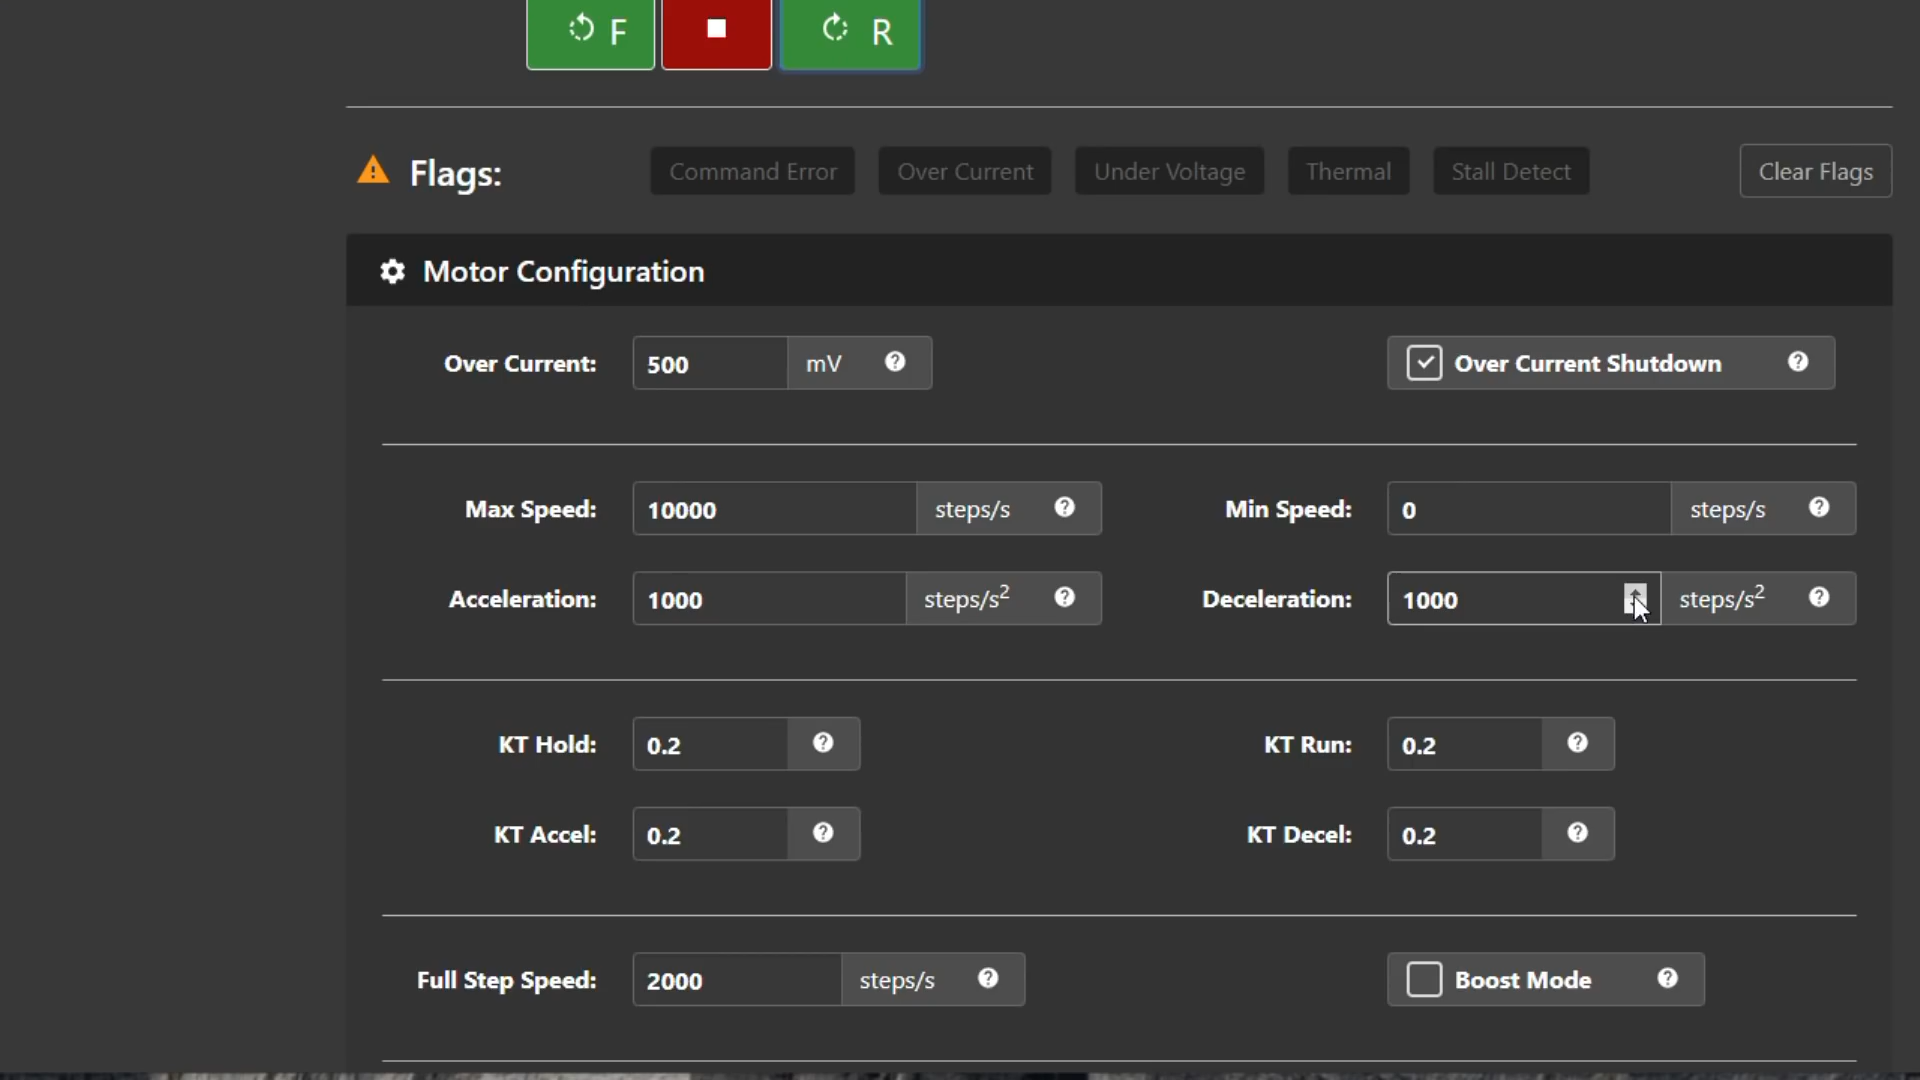 F R
Flags: Command Error Over Current Under Voltage Thermal Stall Detect Clear Flags
Motor Configuration
Over Current: 500 mV Over Current Shutdown
Max Speed: 10000 steps/s Min Speed: 0 steps/s
Acceleration: 1000 steps/s² Deceleration: 1000 steps/s²
KT Hold: 0.2 KT Run: 0.2
KT Accel: 0.2 KT Decel: 0.2
Full Step Speed: 2000 steps/s Boost Mode